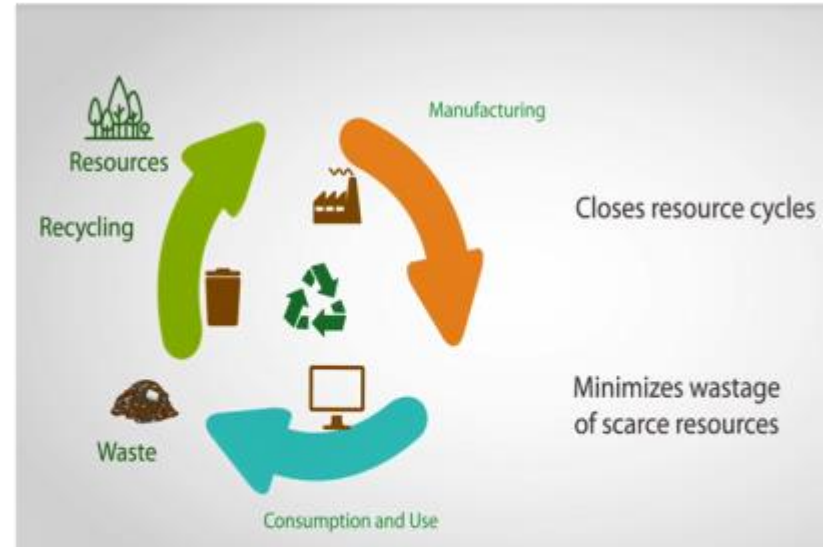 Manufacturing
Resources
Recycling
Closes resource cycles
Minimizes wastage
of scarce resources
Waste
Consumption and Use